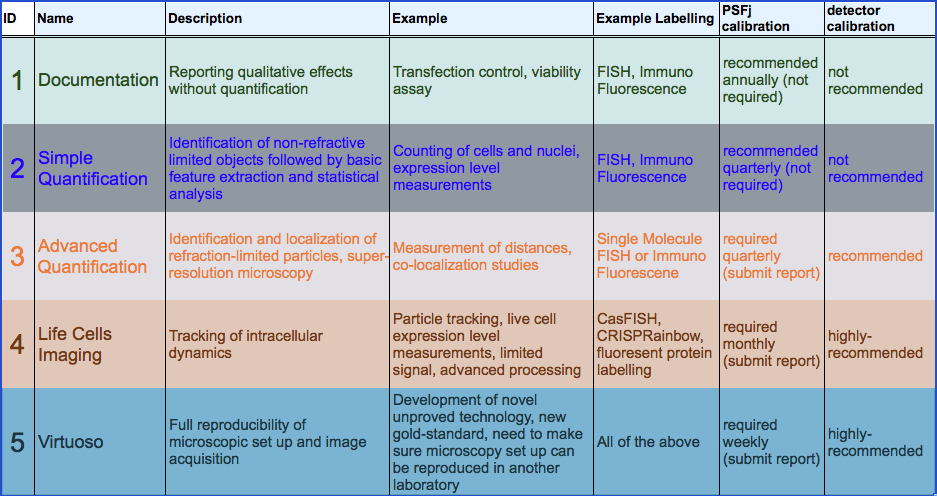 ID Name Description Example Example Labelling PSFj calibration detector calibration
1 Documentation
Reporting qualitative effects
without quantification
Transfection control, viability
assay
FISH, Immuno
Fluorescence
recommended
annually (not
required)
not
recommended
2 Simple
Quantification
Identification of non-refractive
limited objects followed by basic
feature extraction and statistical
analysis
Counting of cells and nuclei,
expression level
measurements
FISH, Immuno
Fluorescence
recommended
quarterly (not
required)
not
recommended
3 Advanced
Quantification
Identification and localization of
refraction-limited particles, super-
resolution microscopy
Measurement of distances,
co-localization studies
Single Molecule
FISH or Immuno
Fluorescene
required
quarterly
(submit report)
recommended
4 Life Cells
Imaging
Tracking of intracellular
dynamics
Particle tracking, live cell
expression level
measurements, limited
signal, advanced processing
CasFISH,
CRISPRainbow,
fluoresent protein
labelling
required
monthly
(submit report)
highly-
recommended
5 Virtuoso
Full reproducibility of
microscopic set up and image
acquisition
Development of novel
unproved technology, new
gold-standard, need to make
sure microscopy set up can
be reproduced in another
laboratory
All of the above
required
weekly
(submit report)
highly-
recommended